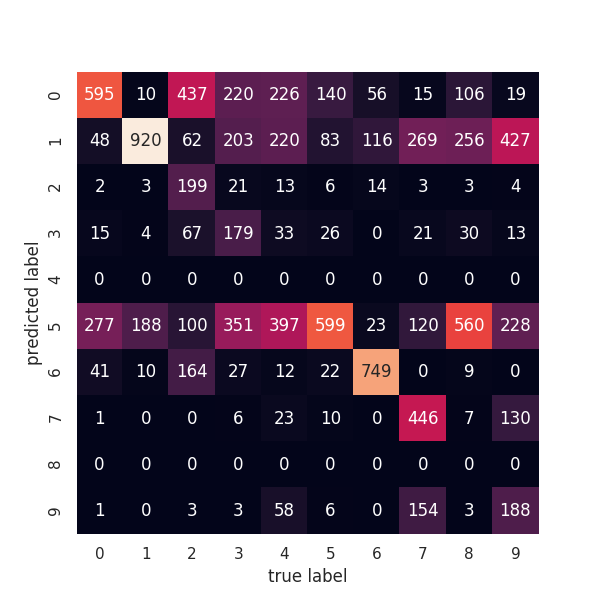 0 595 10 437 220 226 140 56 15 106 19
1 48 920 62 203 220 83 116 269 256 427
2 2 3 199 21 13 6 14 3 3 4
3 15 4 67 179 33 26 0 21 30 13
4 0 0 0 0 0 0 0 0 0 0
5 277 188 100 351 397 599 23 120 560 228
6 41 10 164 27 12 22 749 0 9 0
7 1 0 0 6 23 10 0 446 7 130
8 0 0 0 0 0 0 0 0 0 0
9 1 0 3 3 58 6 0 154 3 188
0 1 2 3 4 5 6 7 8 9
true label
predicted label